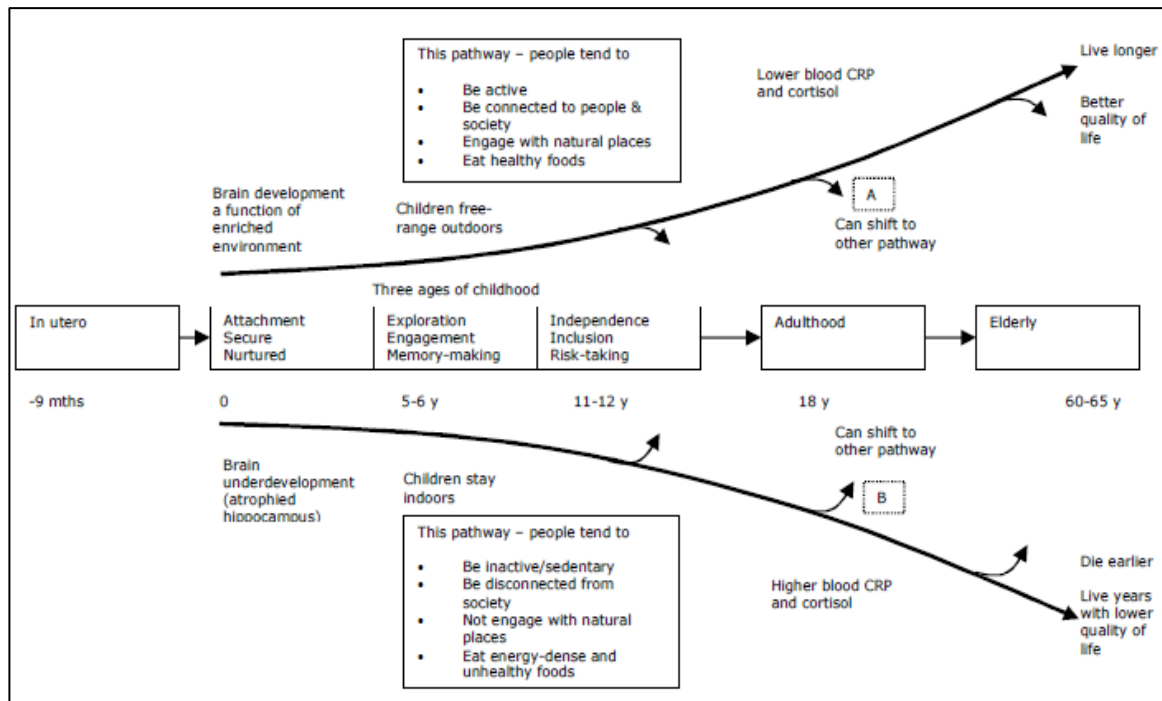 This pathway – people tend to
• Be active
• Be connected to people &
society
• Engage with natural places
• Eat healthy foods
Lower blood CRP
and cortisol
Live longer
Better
quality of
life
Brain development
a function of
enriched
environment
Children free-
range outdoors
A
Can shift to
other pathway
Three ages of childhood
In utero
Attachment
Secure
Nurtured
Exploration
Engagement
Memory-making
Independence
Inclusion
Risk-taking
Adulthood
Elderly
-9 mths
0
5-6 y
11-12 y
18 y
60-65 y
Can shift to
other pathway
B
Brain
underdevelopment
(atrophied
hippocampus)
Children stay
indoors
This pathway – people tend to
• Be inactive/sedentary
• Be disconnected from
society
• Not engage with natural
places
• Eat energy-dense and
unhealthy foods
Higher blood CRP
and cortisol
Die earlier
Live years
with lower
quality of
life